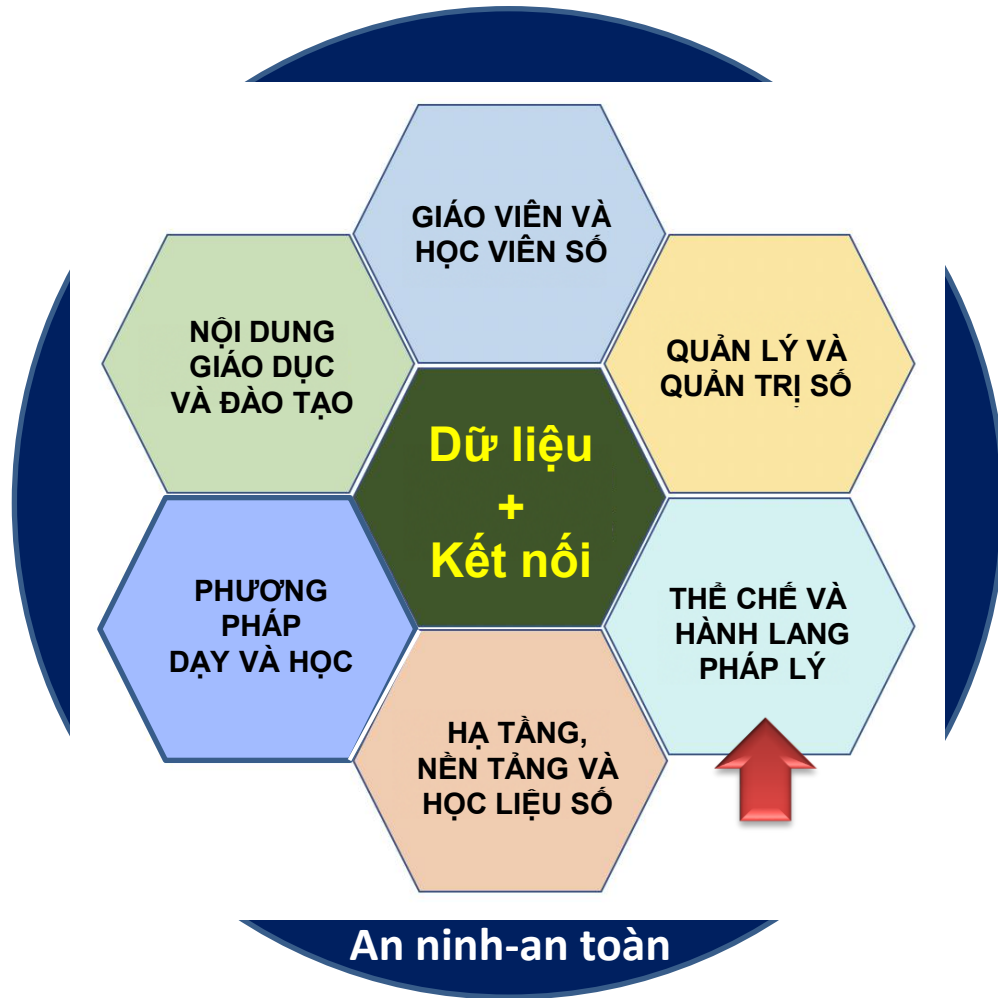 GIÁO VIÊN VÀ
HỌC VIÊN SỐ
NỘI DUNG
GIÁO DỤC
VÀ ĐÀO TẠO
QUẢN LÝ VÀ
QUẢN TRỊ SỐ
Dữ liệu
+
Kết nối
PHƯƠNG
PHÁP
DẠY VÀ HỌC
THỂ CHẾ VÀ
HÀNH LANG
PHÁP LÝ
HẠ TẦNG,
NỀN TẢNG VÀ
HỌC LIỆU SỐ
An ninh-an toàn